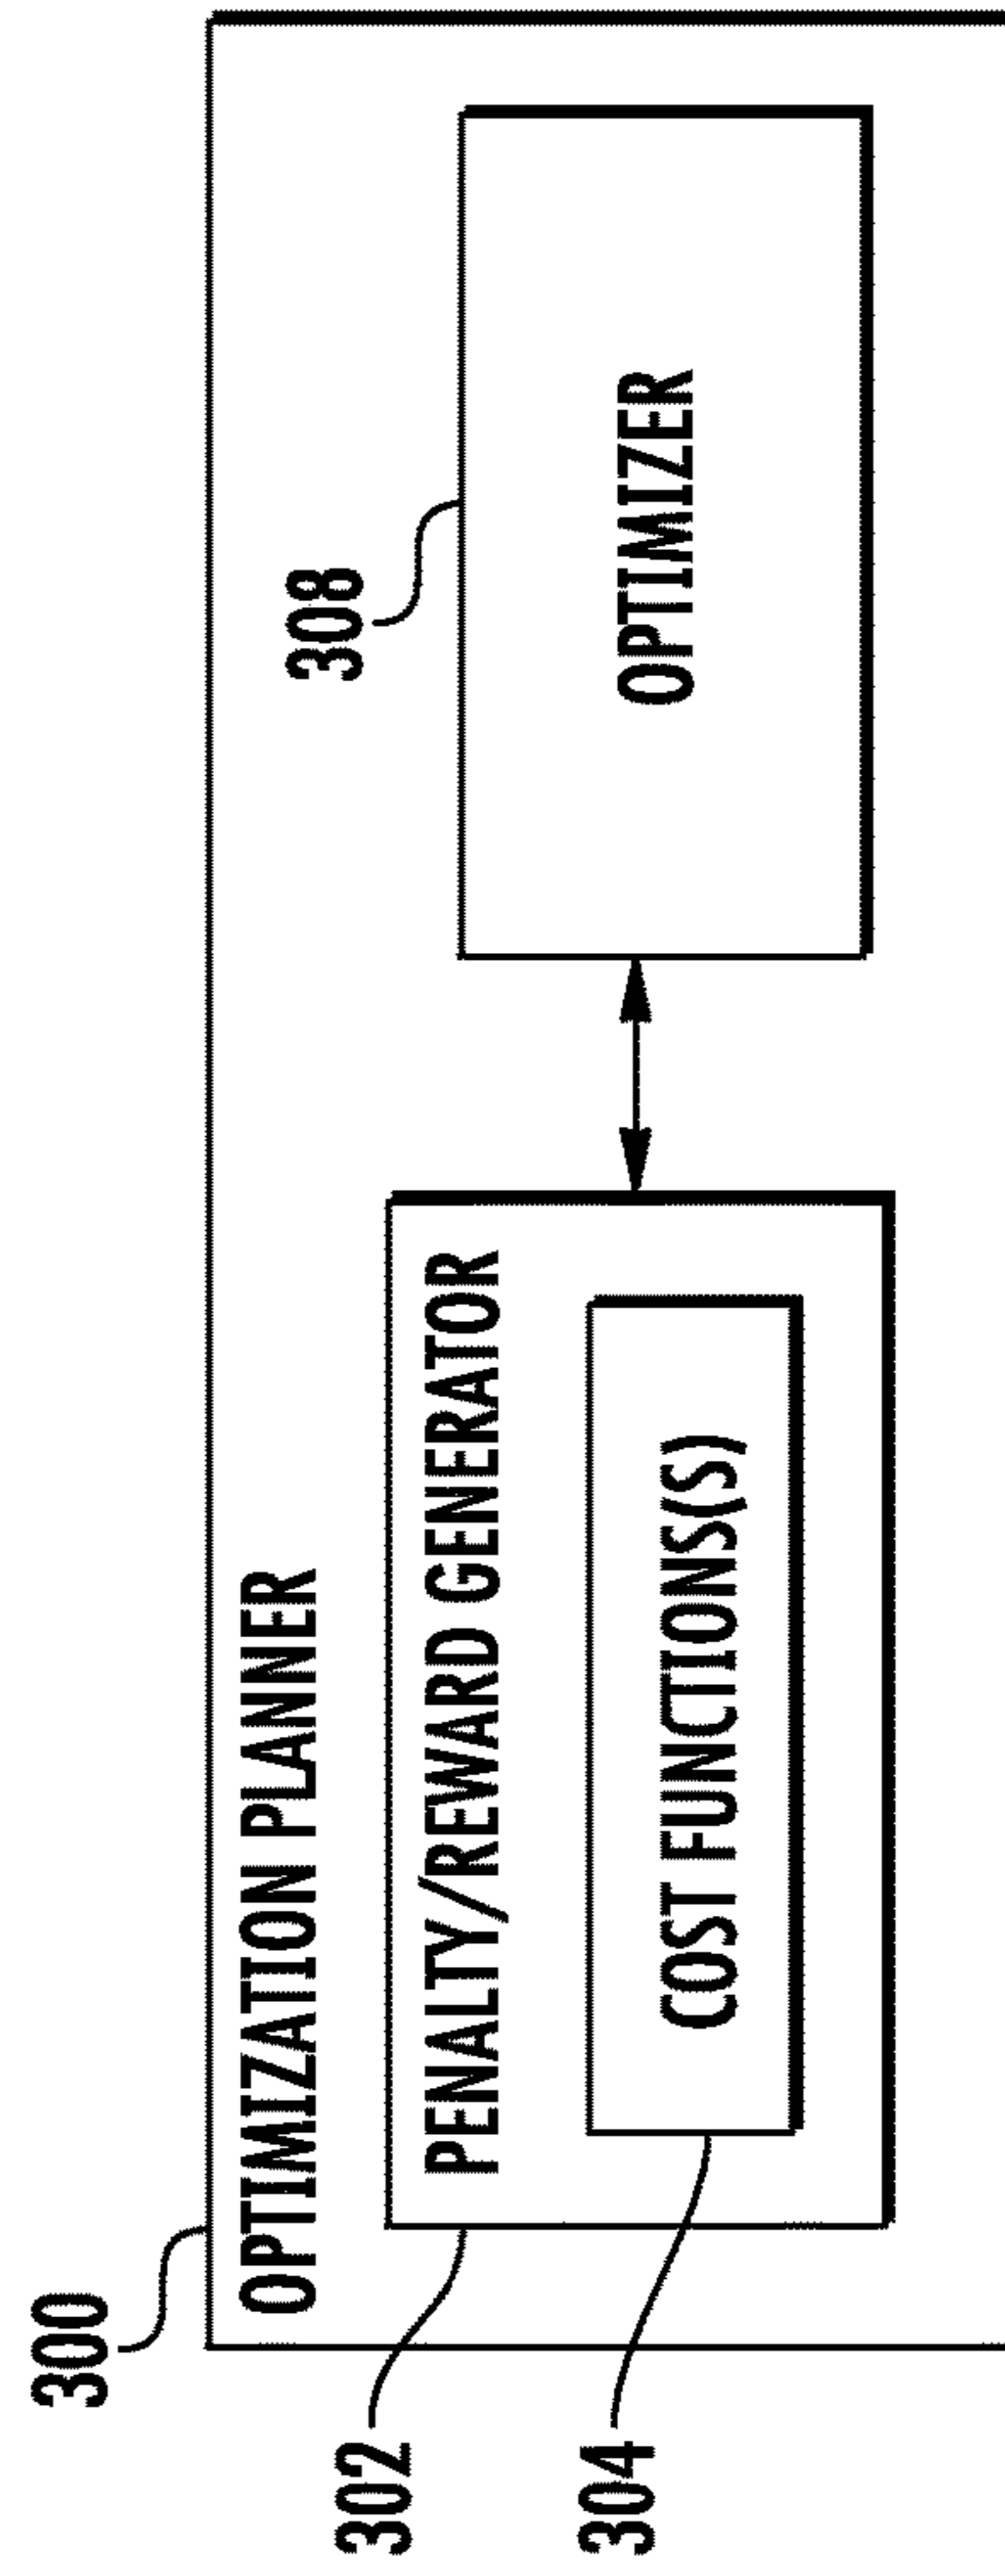 300
OPTIMIZATION PLANNER
308
302
PENALTY/REWARD GENERATOR
OPTIMIZER
304
COST FUNCTIONS(S)